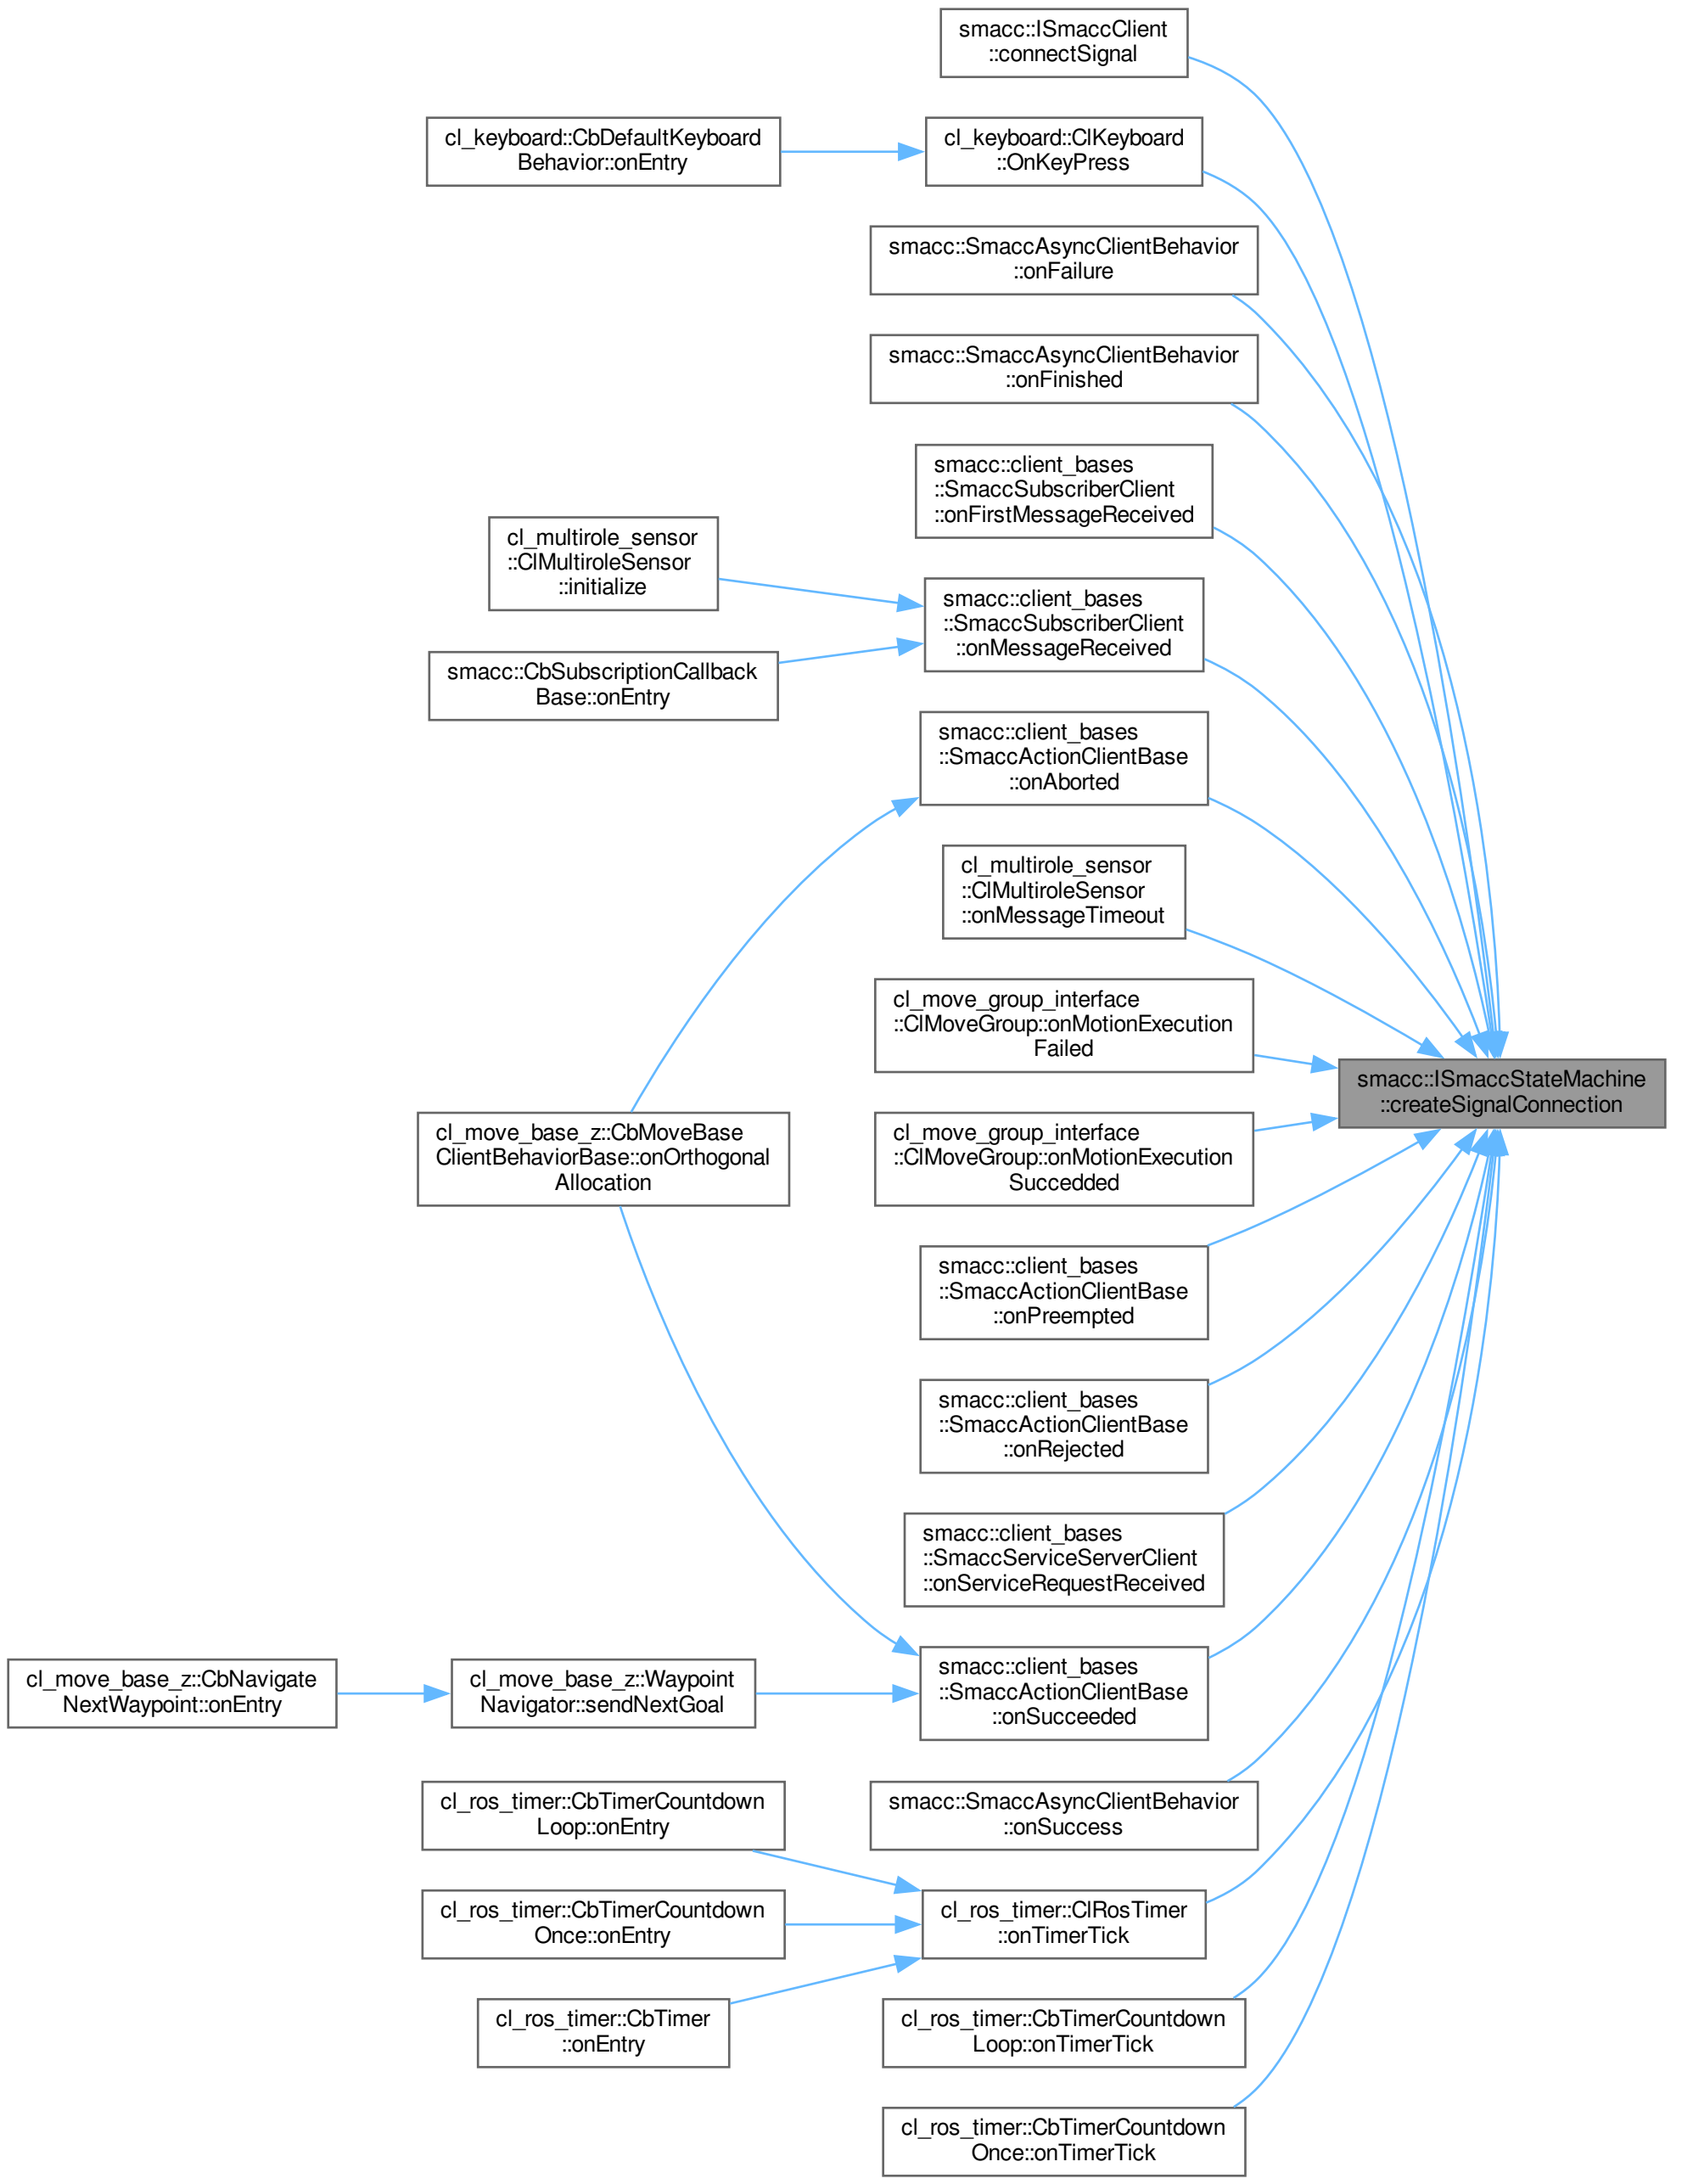 smacc::ISmaccClient
::connectSignal
cl_keyboard::CbDefaultKeyboard
Behavior::onEntry
cl_keyboard::ClKeyboard
::OnKeyPress
smacc::SmaccAsyncClientBehavior
::onFailure
smacc::SmaccAsyncClientBehavior
::onFinished
smacc::client_bases
::SmaccSubscriberClient
::onFirstMessageReceived
cl_multirole_sensor
::ClMultiroleSensor
::initialize
smacc::client_bases
::SmaccSubscriberClient
::onMessageReceived
smacc::CbSubscriptionCallback
Base::onEntry
smacc::client_bases
::SmaccActionClientBase
::onAborted
cl_multirole_sensor
::ClMultiroleSensor
::onMessageTimeout
cl_move_group_interface
::ClMoveGroup::onMotionExecution
Failed
smacc::ISmaccStateMachine
::createSignalConnection
cl_move_base_z::CbMoveBase
ClientBehaviorBase::onOrthogonal
Allocation
cl_move_group_interface
::ClMoveGroup::onMotionExecution
Succedded
smacc::client_bases
::SmaccActionClientBase
::onPreempted
smacc::client_bases
::SmaccActionClientBase
::onRejected
smacc::client_bases
::SmaccServiceServerClient
::onServiceRequestReceived
cl_move_base_z::CbNavigate
NextWaypoint::onEntry
cl_move_base_z::Waypoint
Navigator::sendNextGoal
smacc::client_bases
::SmaccActionClientBase
::onSucceeded
cl_ros_timer::CbTimerCountdown
Loop::onEntry
smacc::SmaccAsyncClientBehavior
::onSuccess
cl_ros_timer::CbTimerCountdown
Once::onEntry
cl_ros_timer::ClRosTimer
::onTimerTick
cl_ros_timer::CbTimer
::onEntry
cl_ros_timer::CbTimerCountdown
Loop::onTimerTick
cl_ros_timer::CbTimerCountdown
Once::onTimerTick